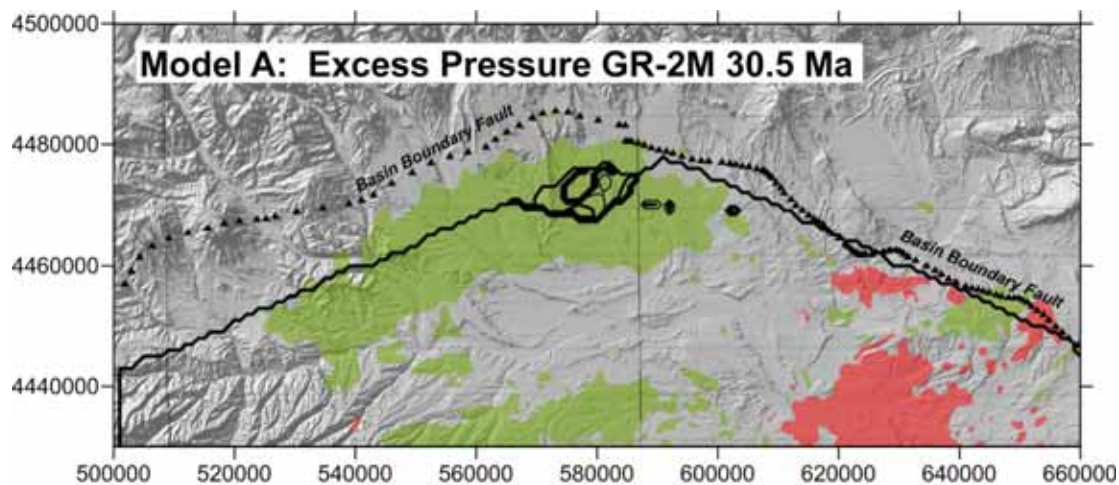 4500000
Model A: Excess Pressure GR-2M 30.5 Ma
4480000
Basin Boundary Fault
4460000
Basin Boundary Fault
4440000
500000 520000 540000 560000 580000 600000 620000 640000 660000